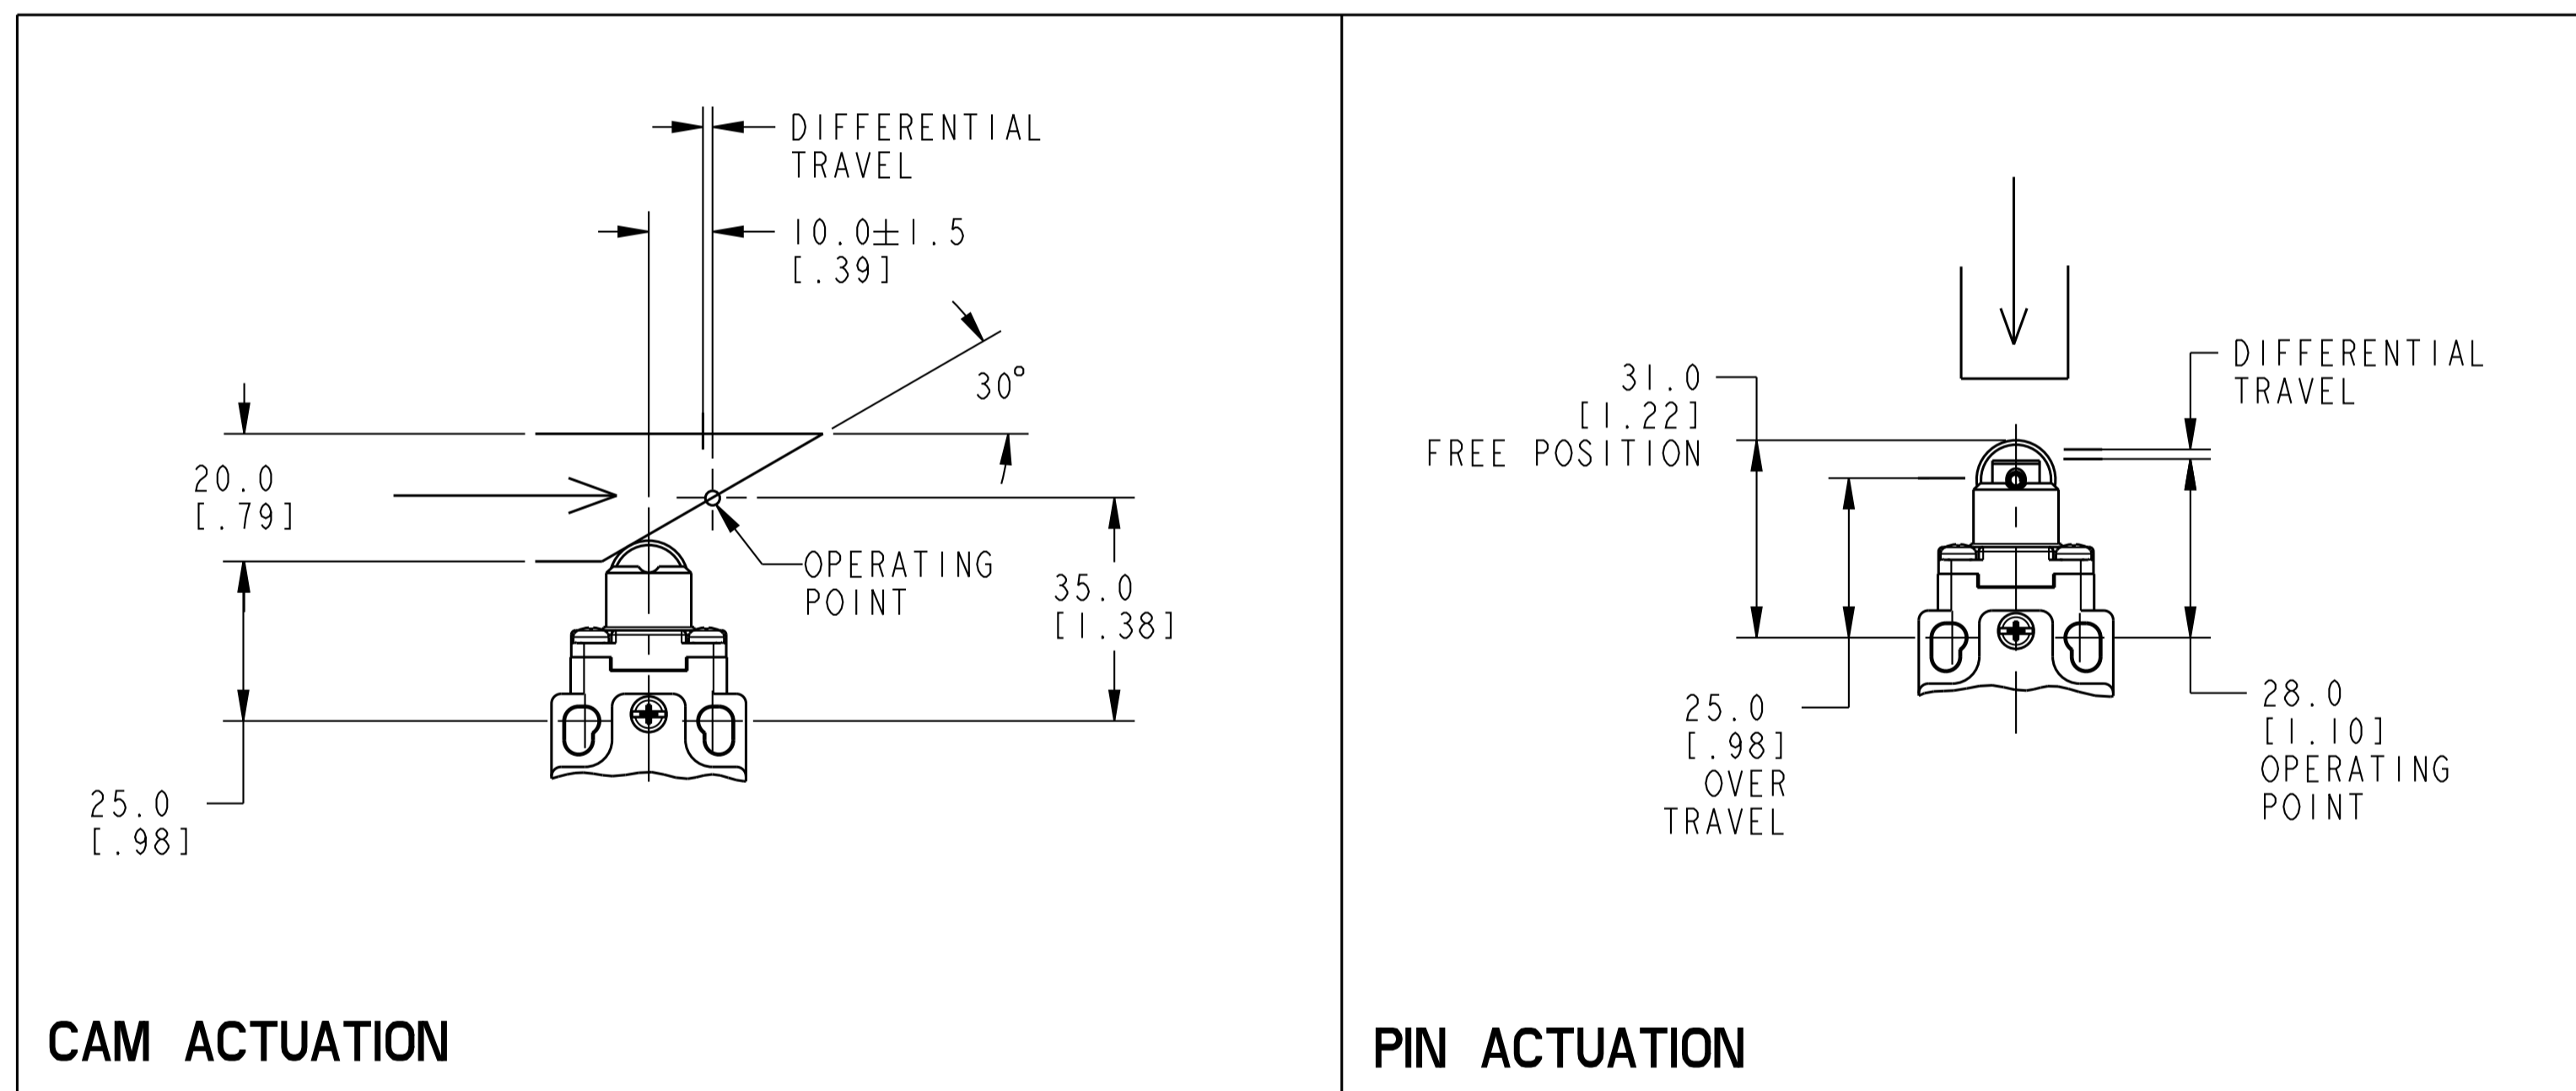 DIFFERENTIAL
TRAVEL
10.0±1.5
[.39]
30°
20.0
[.79]
OPERATING
POINT
35.0
[1.38]
25.0
[.98]
CAM ACTUATION
31.0
[1.22]
FREE POSITION
DIFFERENTIAL
TRAVEL
25.0
[.98]
OVER
TRAVEL
28.0
[1.10]
OPERATING
POINT
PIN ACTUATION